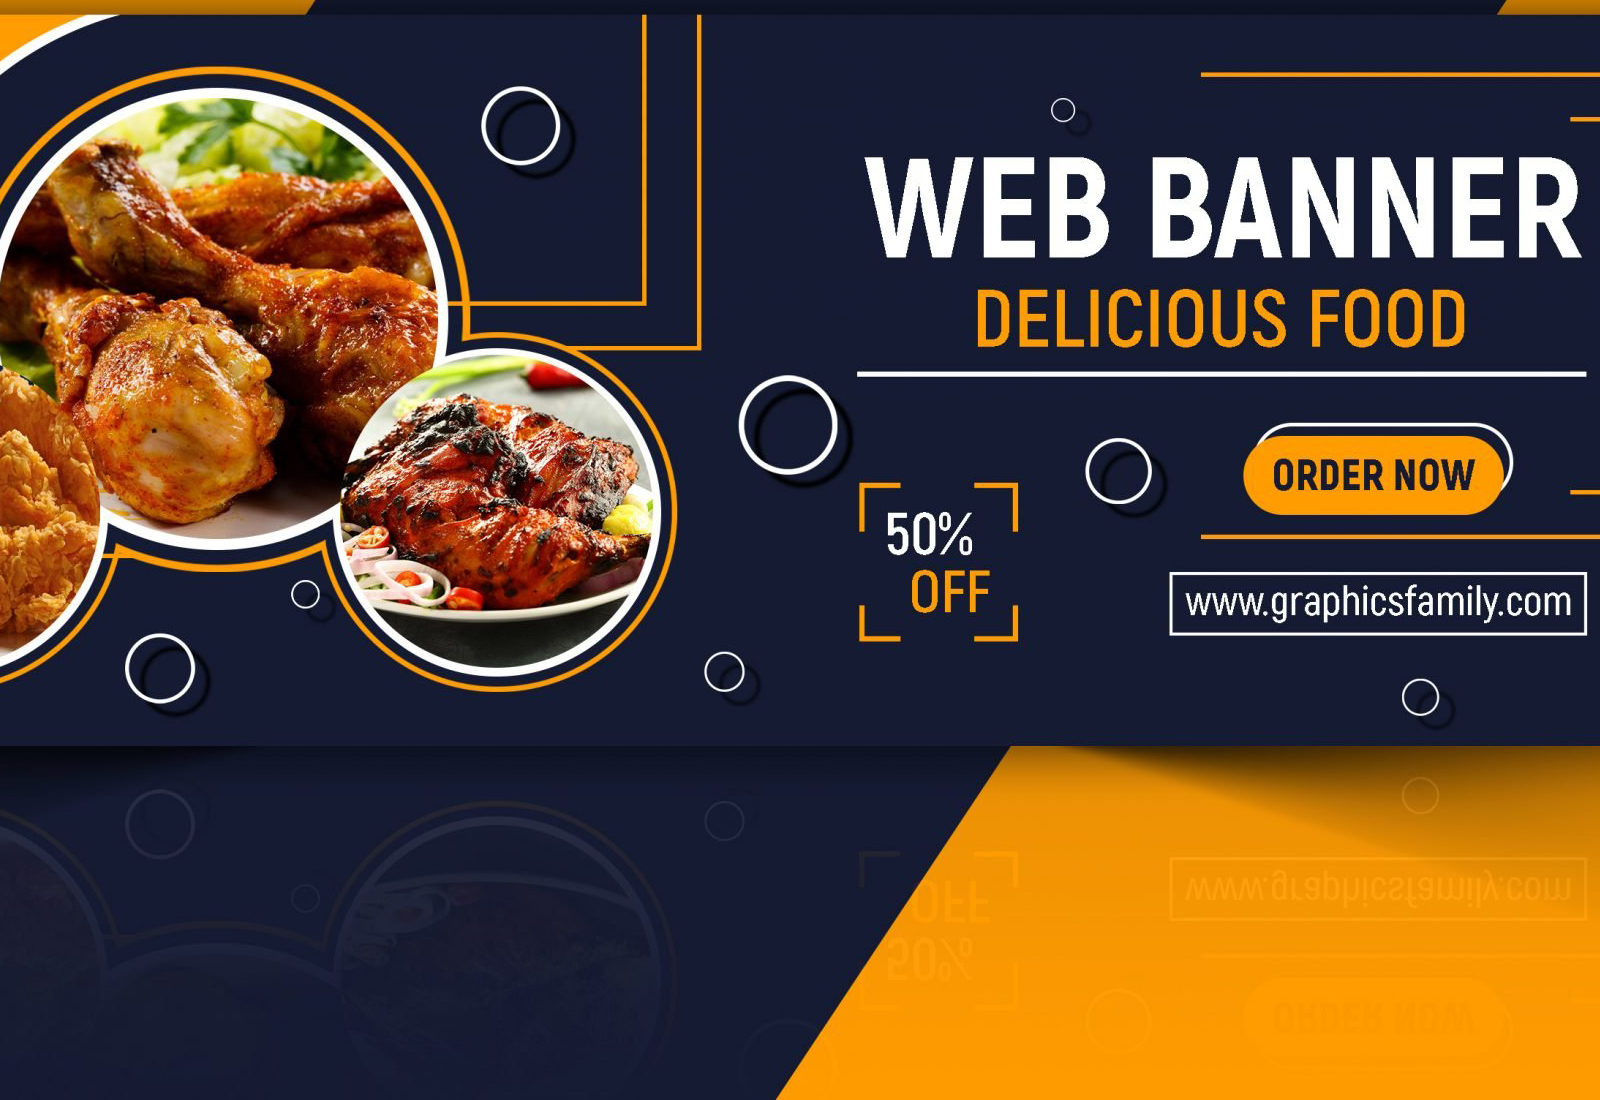 WEB BANNER
DELICIOUS FOOD
ORDER NOW
50%
OFF
www.graphicsfamily.com